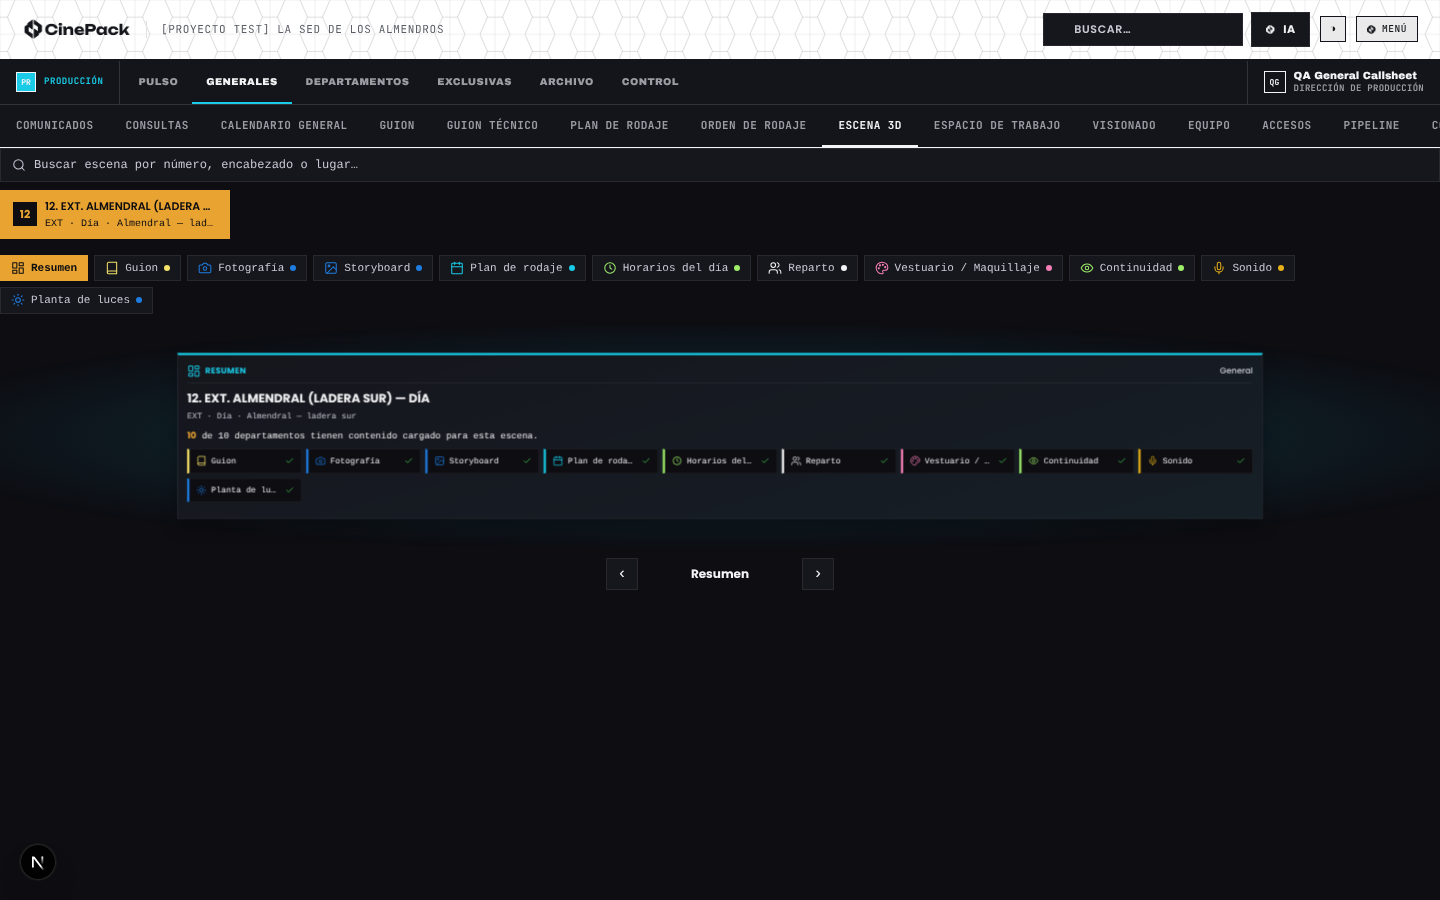 CinePack [PROYECTO TEST] LA SED DE LOS ALMENDROS BUSCAR… IA MENÚ
PR PRODUCCIÓN PULSO GENERALES DEPARTAMENTOS EXCLUSIVAS ARCHIVO CONTROL QG QA General Callsheet
DIRECCIÓN DE PRODUCCIÓN
COMUNICADOS CONSULTAS CALENDARIO GENERAL GUION GUION TÉCNICO PLAN DE RODAJE ORDEN DE RODAJE ESCENA 3D ESPACIO DE TRABAJO VISIONADO EQUIPO ACCESOS PIPELINE
Buscar escena por número, encabezado o lugar…
12 12. EXT. ALMENDRAL (LADERA …
EXT · Día · Almendral — lad…
Resumen Guion Fotografía Storyboard Plan de rodaje Horarios del día Reparto Vestuario / Maquillaje Continuidad Sonido
Planta de luces
RESUMEN General
12. EXT. ALMENDRAL (LADERA SUR) — DÍA
EXT · Día · Almendral — ladera sur
10 de 10 departamentos tienen contenido cargado para esta escena.
Guion Fotografía Storyboard Plan de roda… Horarios del… Reparto Vestuario / … Continuidad Sonido
Planta de lu…
‹ Resumen ›
N